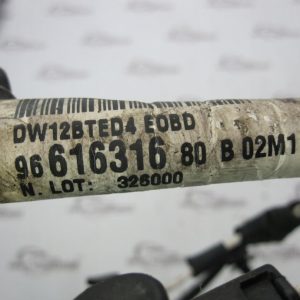 DW12BTED4 EOBD
96 616316 80 B 02M1
N. LOT: 326000